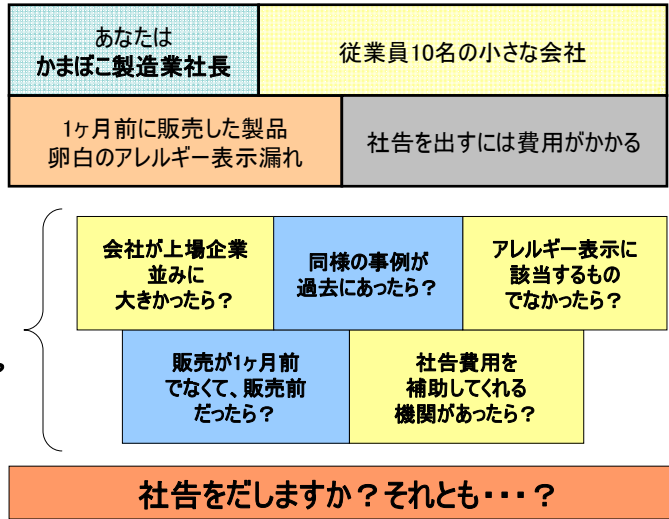 あなたは
かまぼこ製造業社長
従業員10名の小さな会社
1ヶ月前に販売した製品
卵白のアレルギー表示漏れ
社告を出すには費用がかかる
会社が上場企業
並みに
大きかったら？
同様の事例が
過去にあったら？
アレルギー表示に
該当するもの
でなかったら？
販売が1ヶ月前
でなくて、販売前
だったら？
社告費用を
補助してくれる
機関があったら？
社告をだしますか？それとも・・・？